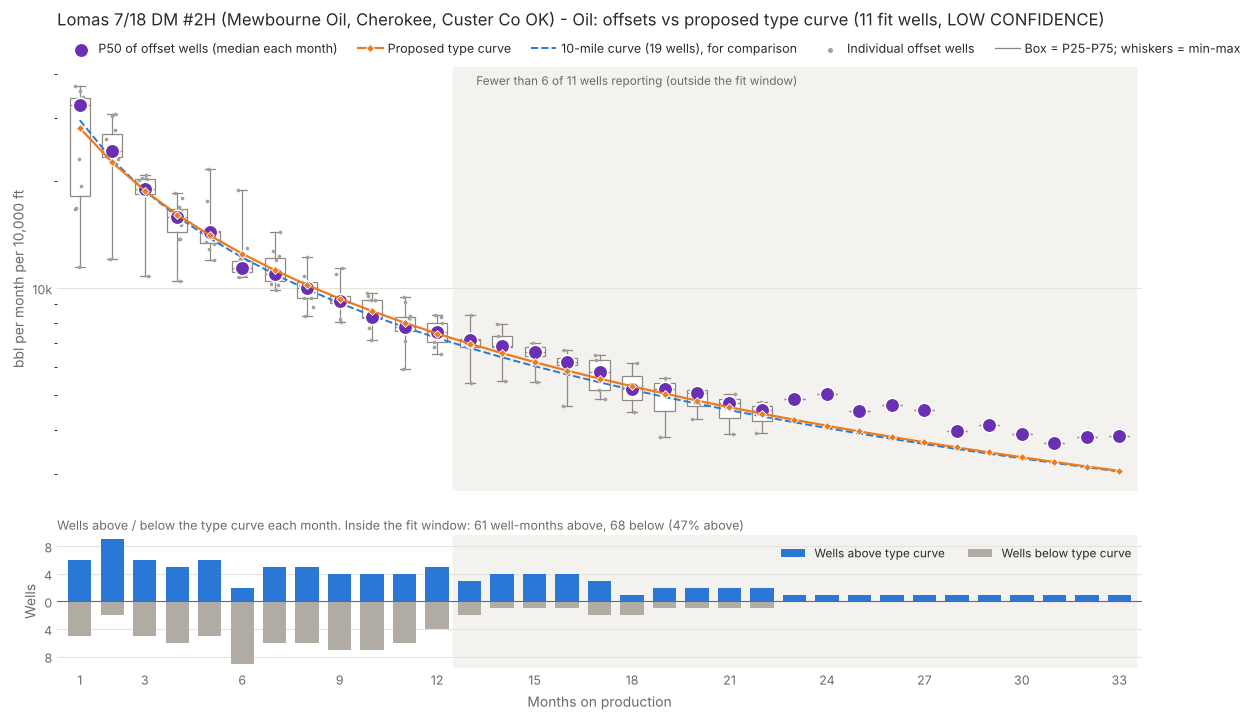 Lomas 7/18 DM #2H (Mewbourne Oil, Cherokee, Custer Co OK) - Oil: offsets vs proposed type curve (11 fit wells, LOW CONFIDENCE)
P50 of offset wells (median each month) Proposed type curve 10-mile curve (19 wells), for comparison Individual offset wells Box = P25-P75; whiskers = min-max
Fewer than 6 of 11 wells reporting (outside the fit window)
bbl per month per 10,000 ft
10k
Wells above / below the type curve each month. Inside the fit window: 61 well-months above, 68 below (47% above)
Wells above type curve Wells below type curve
Wells
8
4
0
4
8
1 3 6 9 12 15 18 21 24 27 30 33
Months on production